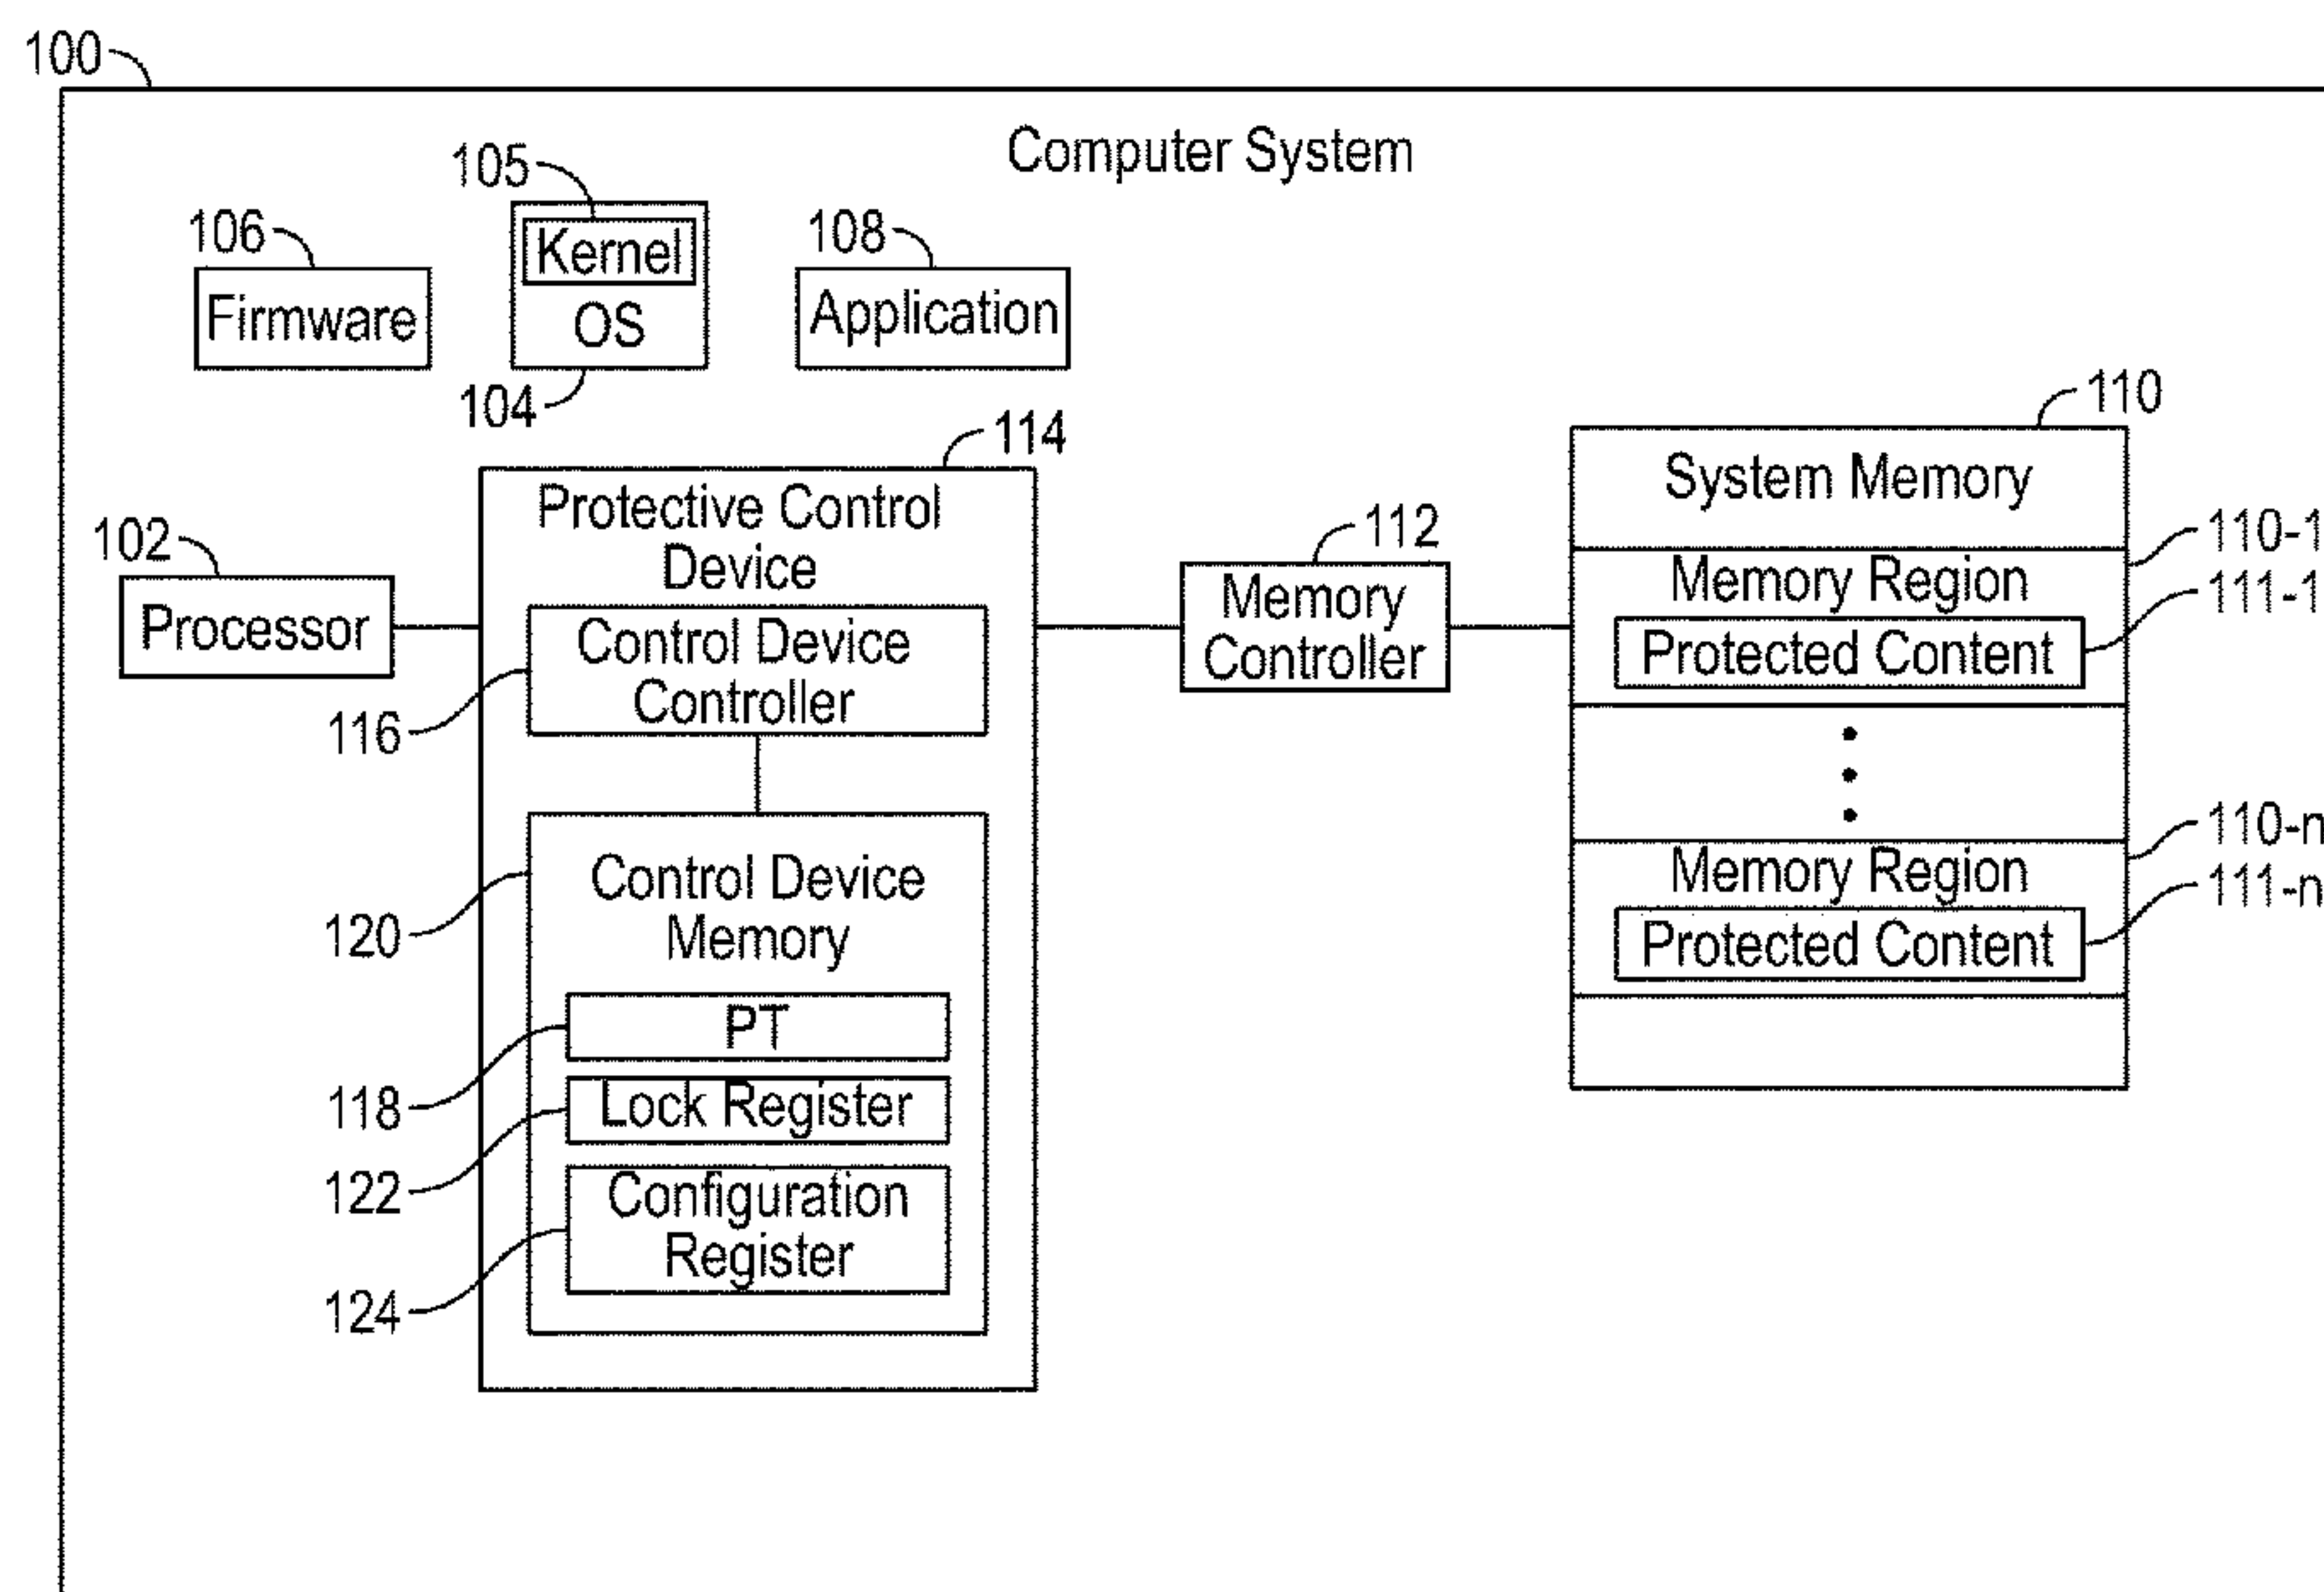 100
Computer System
105
106
Kernel
108
Firmware
OS
Application
104
114
110
Protective Control
Device
System Memory
102
112
110-1
Processor
Memory
Controller
Memory Region
111-1
Control Device
Controller
Protected Content
116
110-n
Control Device
Memory
Memory Region
111-n
120
Protected Content
PT
118
Lock Register
122
Configuration
Register
124